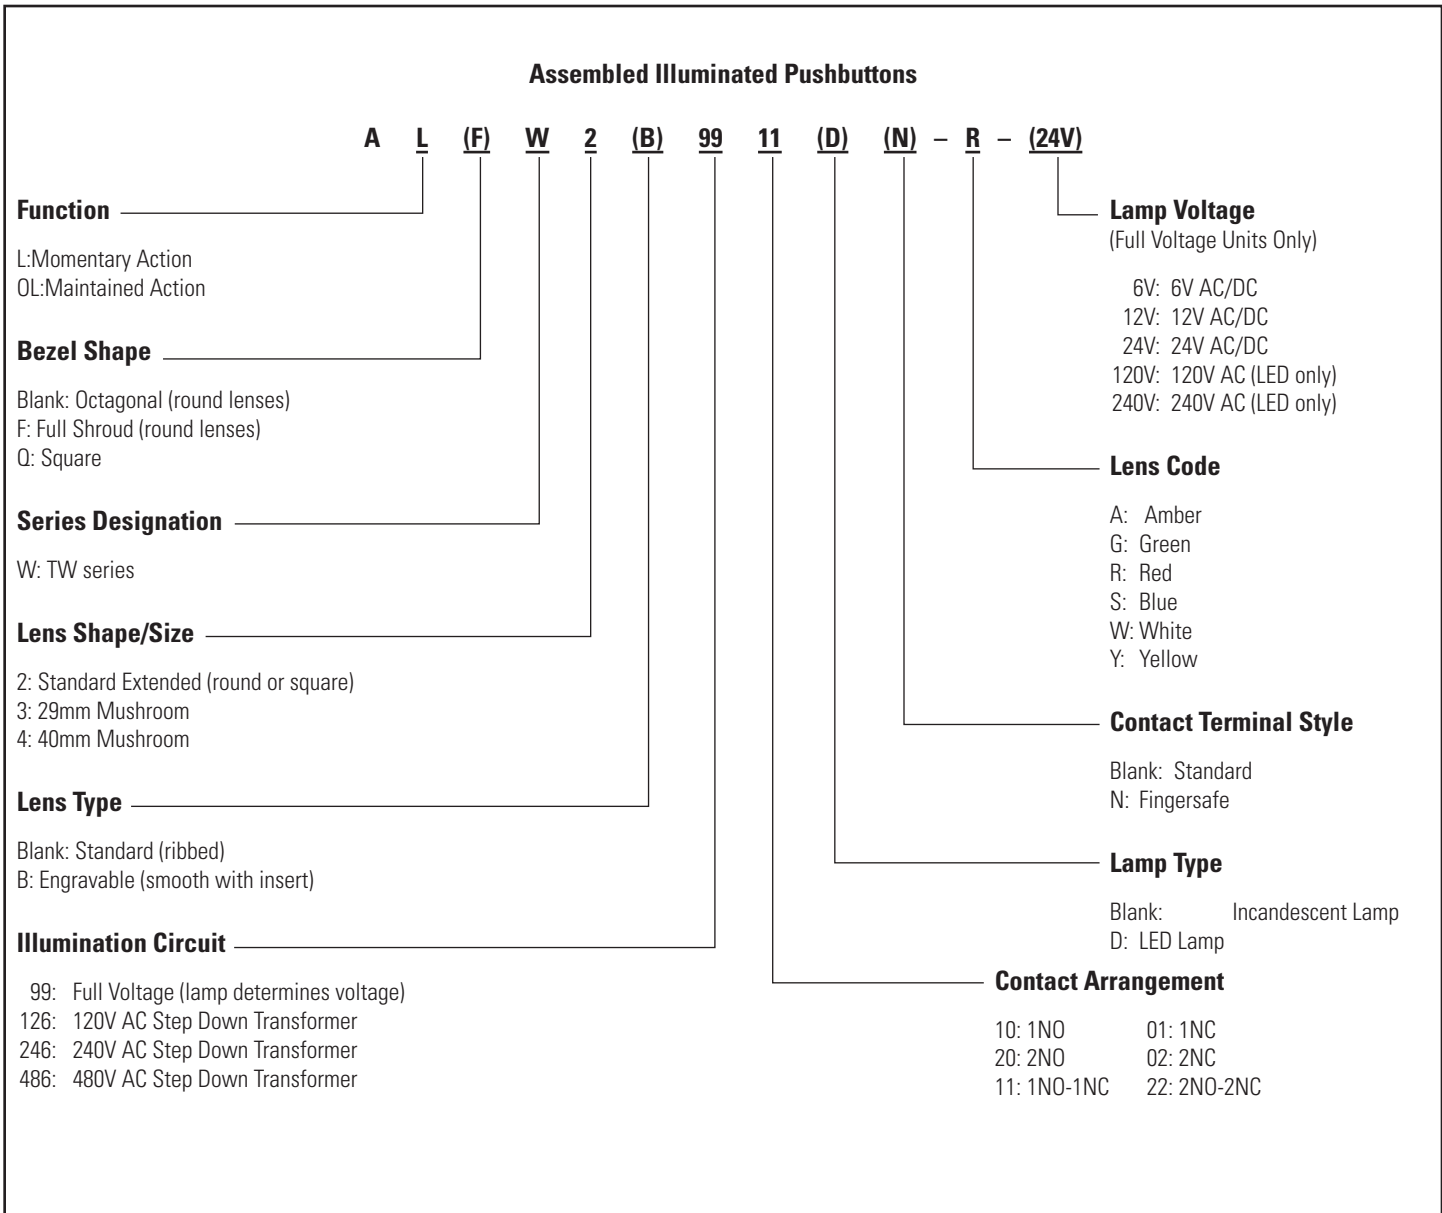 Assembled Illuminated Pushbuttons
A L (F) W 2 (B) 99 11 (D) (N) – R – (24V)
Function
L:Momentary Action
OL:Maintained Action
Bezel Shape
Blank: Octagonal (round lenses)
F: Full Shroud (round lenses)
Q: Square
Series Designation
W: TW series
Lens Shape/Size
2: Standard Extended (round or square)
3: 29mm Mushroom
4: 40mm Mushroom
Lens Type
Blank: Standard (ribbed)
B: Engravable (smooth with insert)
Illumination Circuit
99: Full Voltage (lamp determines voltage)
126: 120V AC Step Down Transformer
246: 240V AC Step Down Transformer
486: 480V AC Step Down Transformer
Lamp Voltage
(Full Voltage Units Only)
6V: 6V AC/DC
12V: 12V AC/DC
24V: 24V AC/DC
120V: 120V AC (LED only)
240V: 240V AC (LED only)
Lens Code
A: Amber
G: Green
R: Red
S: Blue
W: White
Y: Yellow
Contact Terminal Style
Blank: Standard
N: Fingersafe
Lamp Type
Blank: Incandescent Lamp
D: LED Lamp
Contact Arrangement
10: 1NO 01: 1NC
20: 2NO 02: 2NC
11: 1NO-1NC 22: 2NO-2NC